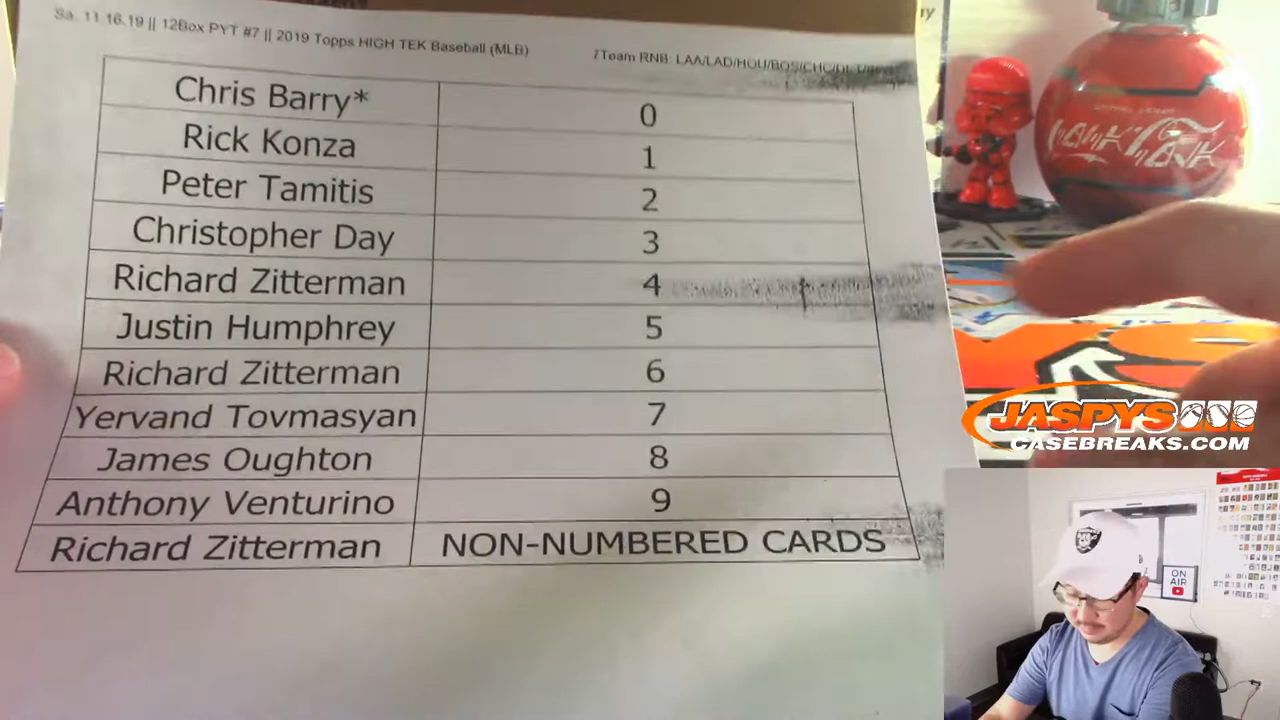 Sa. 11 16.19 || 12Box PYT #7 || 2019 Topps HIGH TEK Baseball (MLB) 7Team RNB: LAA/LAD/HOU/BOS/CHC/
Chris Barry* 0
Rick Konza 1
Peter Tamitis 2
Christopher Day 3
Richard Zitterman 4
Justin Humphrey 5
Richard Zitterman 6
Yervand Tovmasyan 7
James Oughton 8
Anthony Venturino 9
Richard Zitterman NON-NUMBERED CARDS
JASPYS
CASEBREAKS.COM
ON
AIR